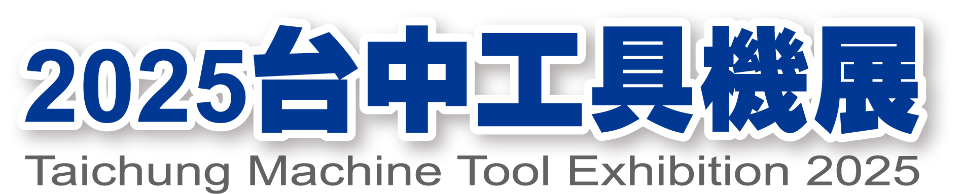 2025台中工具機展
Taichung Machine Tool Exhibition 2025